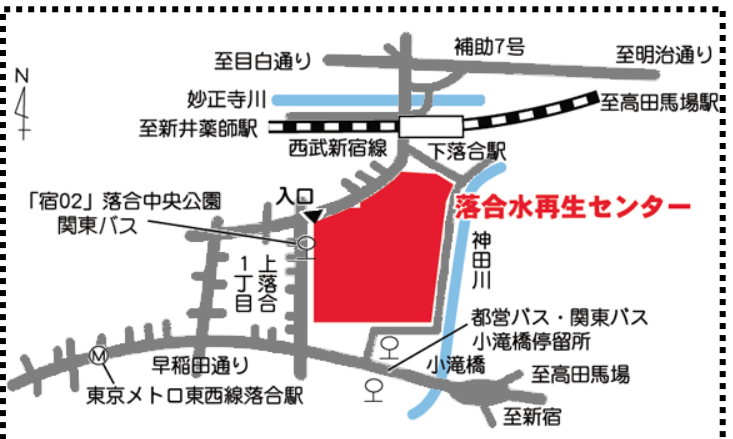 補助7号
至目白通り
至明治通り
N
妙正寺川
至高田馬場駅
至新井薬師駅
西武新宿線
下落合駅
「宿02」落合中央公園
関東バス
入口
落合水再生センター
神田川
上落合
1丁目
都営バス・関東バス
小滝橋停留所
早稲田通り
小滝橋
M
東京メトロ東西線落合駅
至高田馬場
至新宿